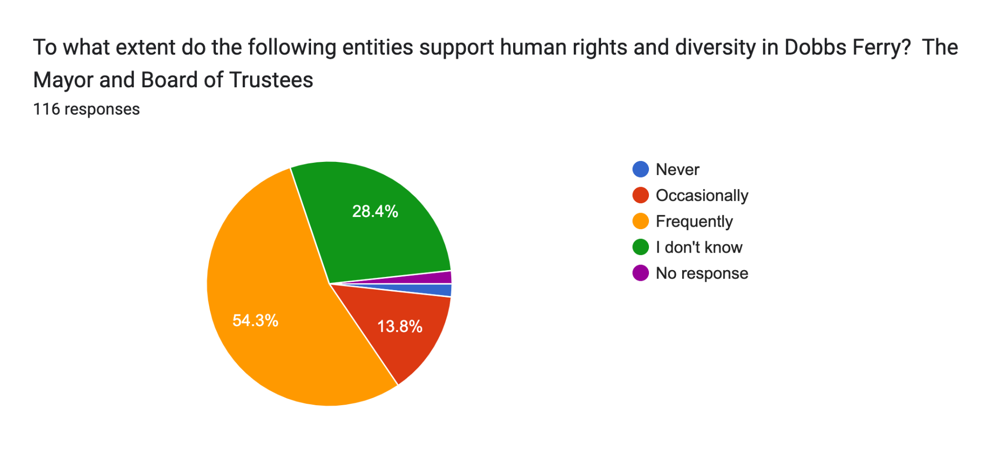 To what extent do the following entities support human rights and diversity in Dobbs Ferry?  The
Mayor and Board of Trustees
116 responses
28.4%
54.3%
13.8%
Never
Occasionally
Frequently
I don't know
No response